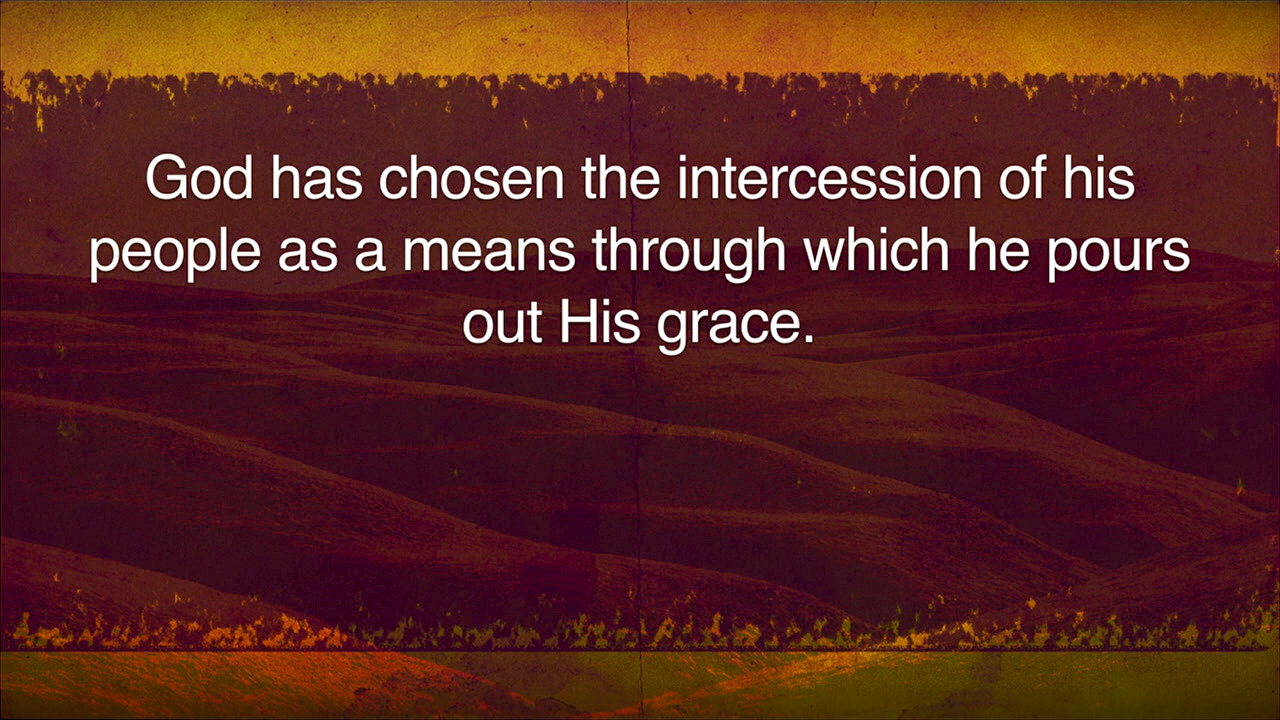 God has chosen the intercession of his
people as a means through which he pours
out His grace.